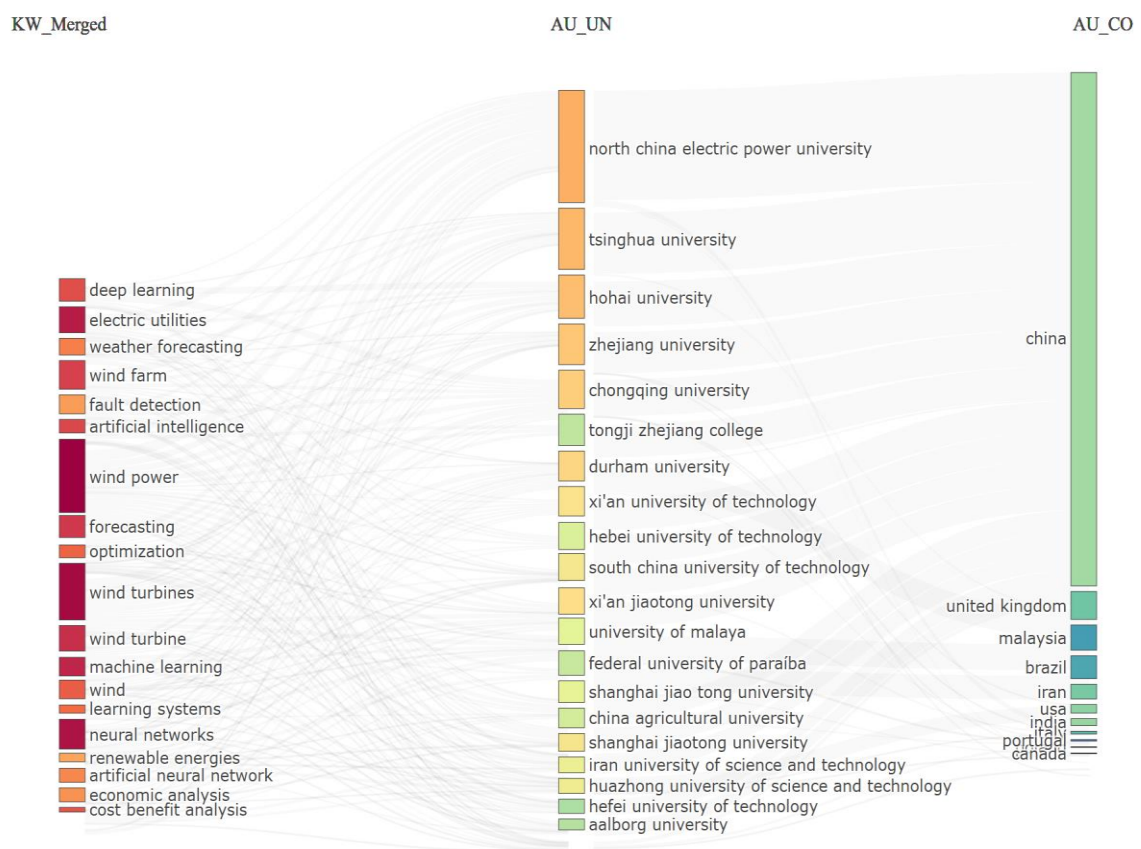 KW_Merged
AU_UN
AU_CO
deep learning
electric utilities
weather forecasting
wind farm
fault detection
artificial intelligence
wind power
forecasting
optimization
wind turbines
wind turbine
machine learning
wind
learning systems
neural networks
renewable energies
artificial neural network
economic analysis
cost benefit analysis
north china electric power university
tsinghua university
hohai university
zhejiang university
chongqing university
tongji zhejiang college
durham university
xi'an university of technology
hebei university of technology
south china university of technology
xi'an jiaotong university
university of malaya
federal university of paraíba
shanghai jiao tong university
china agricultural university
shanghai jiaotong university
iran university of science and technology
huazhong university of science and technology
hefei university of technology
aalborg university
china
united kingdom
malaysia
brazil
iran
usa
india
italy
portugal
canada